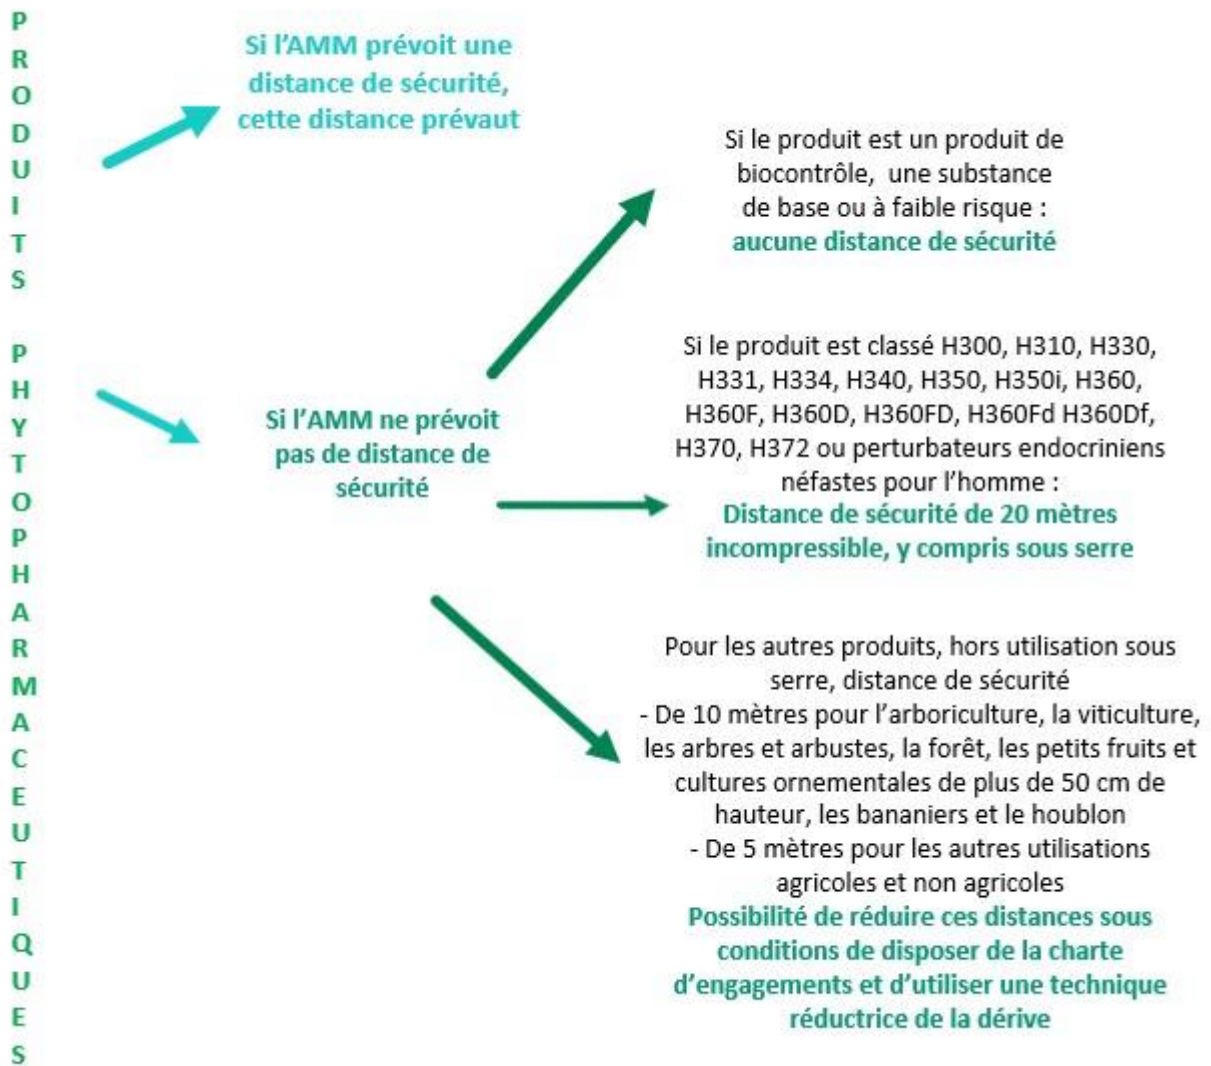 PRODUITS PHYTOPHARMACEUTIQUES
Si l'AMM prévoit une
distance de sécurité,
cette distance prévaut
Si l'AMM ne prévoit
pas de distance de
sécurité
Si le produit est un produit de
biocontrôle, une substance
de base ou à faible risque :
aucune distance de sécurité
Si le produit est classé H300, H310, H330,
H331, H334, H340, H350, H350i, H360,
H360F, H360D, H360FD, H360Fd H360Df,
H370, H372 ou perturbateurs endocriniens
néfastes pour l'homme :
Distance de sécurité de 20 mètres
incompressible, y compris sous serre
Pour les autres produits, hors utilisation sous
serre, distance de sécurité
- De 10 mètres pour l'arboriculture, la viticulture,
les arbres et arbustes, la forêt, les petits fruits et
cultures ornementales de plus de 50 cm de
hauteur, les bananiers et le houblon
- De 5 mètres pour les autres utilisations
agricoles et non agricoles
Possibilité de réduire ces distances sous
conditions de disposer de la charte
d'engagements et d'utiliser une technique
réductrice de la dérive